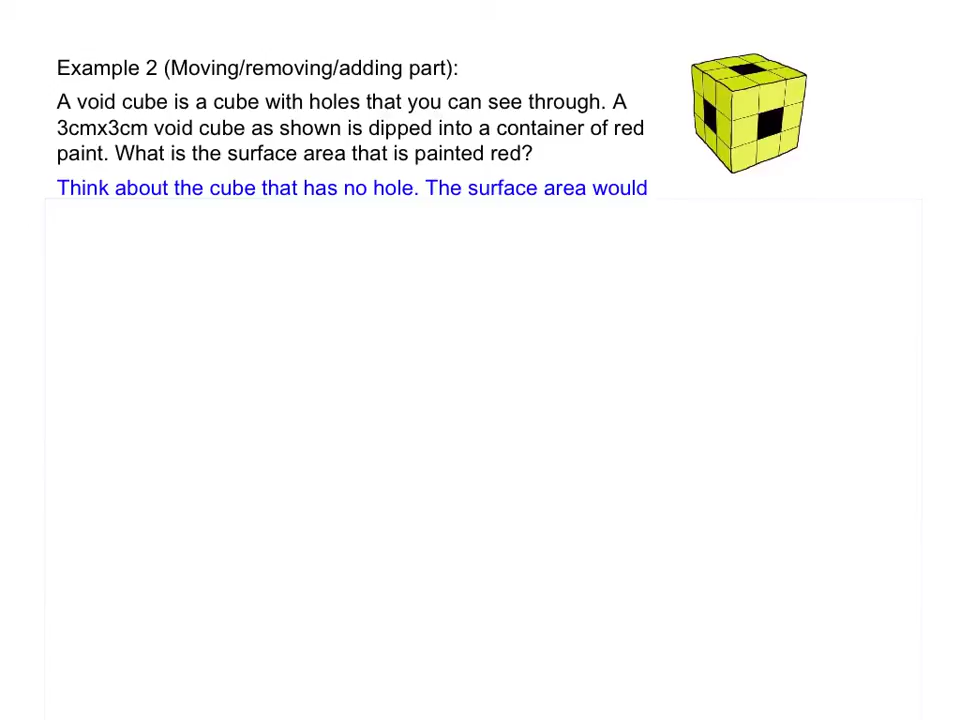 Example 2 (Moving/removing/adding part):
A void cube is a cube with holes that you can see through. A
3cmx3cm void cube as shown is dipped into a container of red
paint. What is the surface area that is painted red?
Think about the cube that has no hole. The surface area would